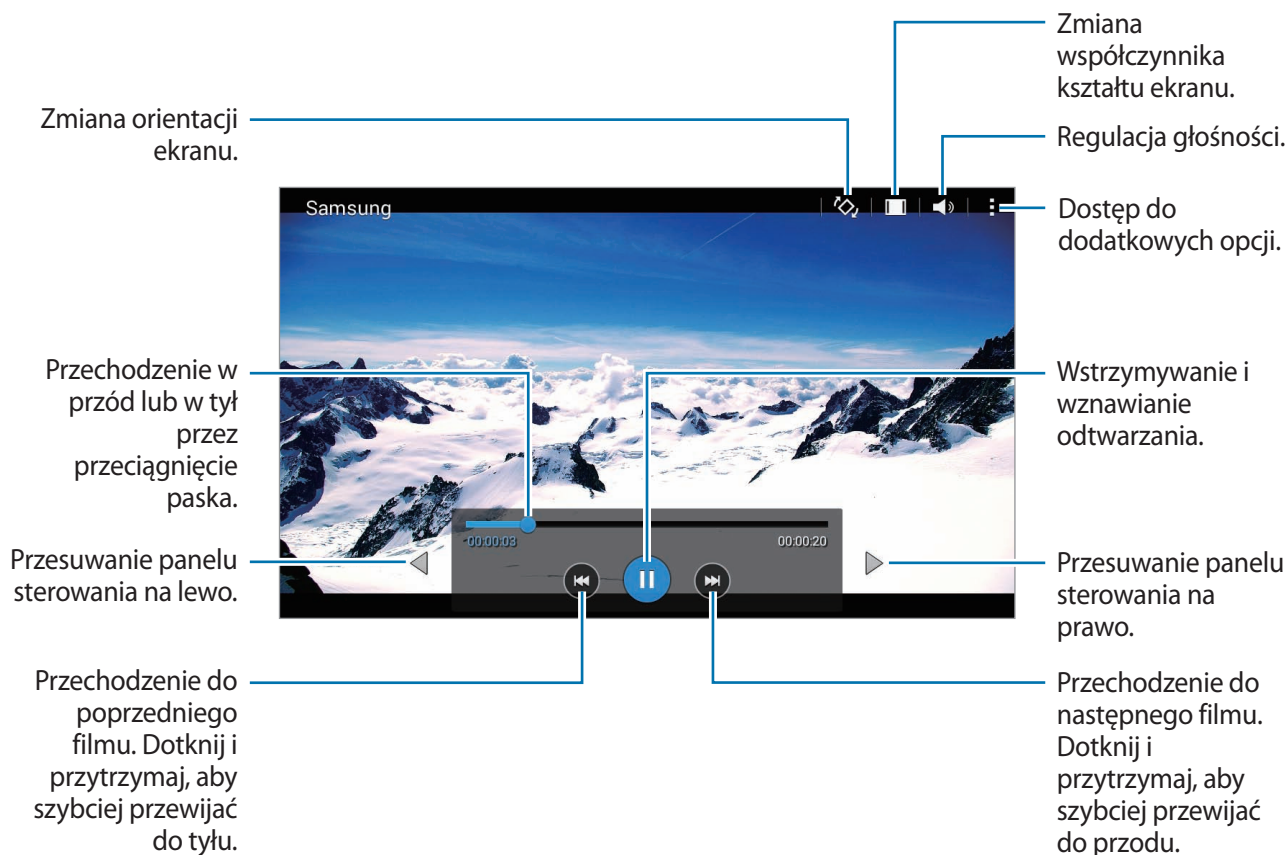 Zmiana
współczynnika
kształtu ekranu.
Zmiana orientacji
ekranu.
Regulacja głośności.
Samsung
Dostęp do
dodatkowych opcji.
Przechodzenie w
przód lub w tył
przez
przeciągnięcie
paska.
Wstrzymywanie i
wznawianie
odtwarzania.
00:00:03
00:00:20
Przesuwanie panelu
sterowania na lewo.
Przesuwanie panelu
sterowania na
prawo.
Przechodzenie do
poprzedniego
filmu. Dotknij i
przytrzymaj, aby
szybciej przewijać
do tyłu.
Przechodzenie do
następnego filmu.
Dotknij i
przytrzymaj, aby
szybciej przewijać
do przodu.